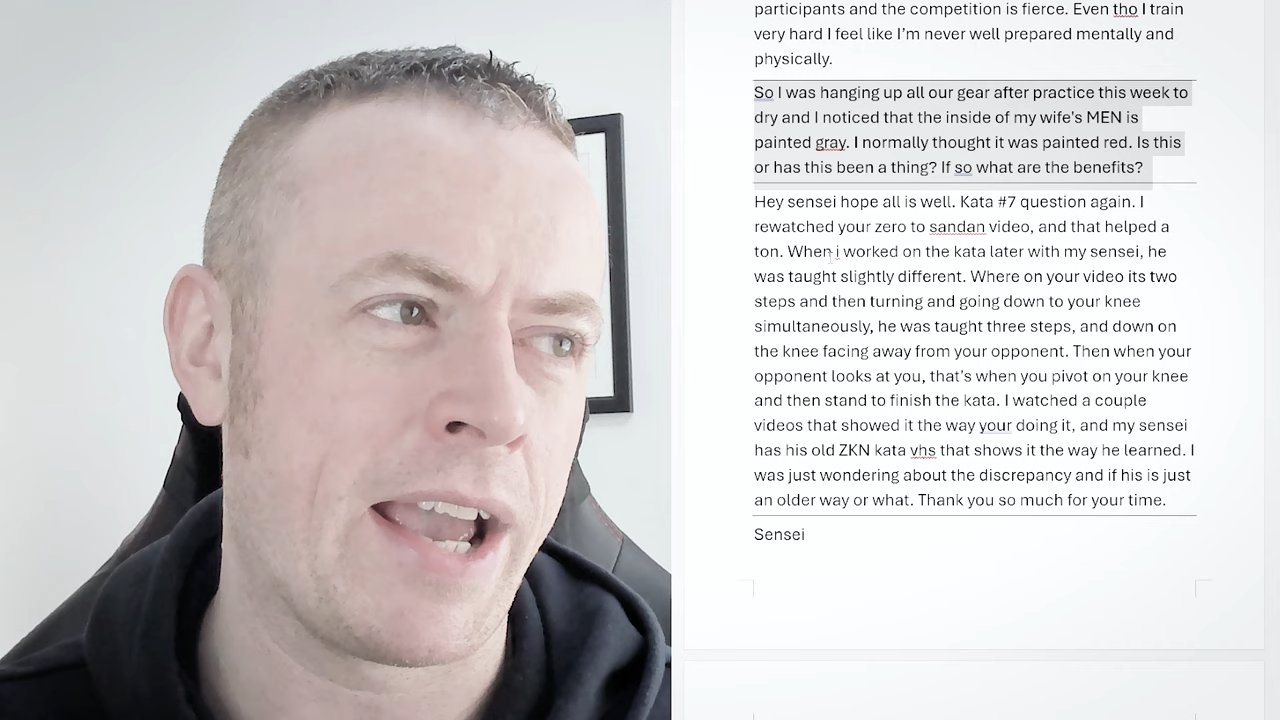 participants and the competition is fierce. Even tho I train
very hard I feel like I'm never well prepared mentally and
physically.
So I was hanging up all our gear after practice this week to
dry and I noticed that the inside of my wife's MEN is
painted gray. I normally thought it was painted red. Is this
or has this been a thing? If so what are the benefits?
Hey sensei hope all is well. Kata #7 question again. I
rewatched your zero to sandan video, and that helped a
ton. When i worked on the kata later with my sensei, he
was taught slightly different. Where on your video its two
steps and then turning and going down to your knee
simultaneously, he was taught three steps, and down on
the knee facing away from your opponent. Then when your
opponent looks at you, that's when you pivot on your knee
and then stand to finish the kata. I watched a couple
videos that showed it the way your doing it, and my sensei
has his old ZKN kata vhs that shows it the way he learned. I
was just wondering about the discrepancy and if his is just
an older way or what. Thank you so much for your time.
Sensei